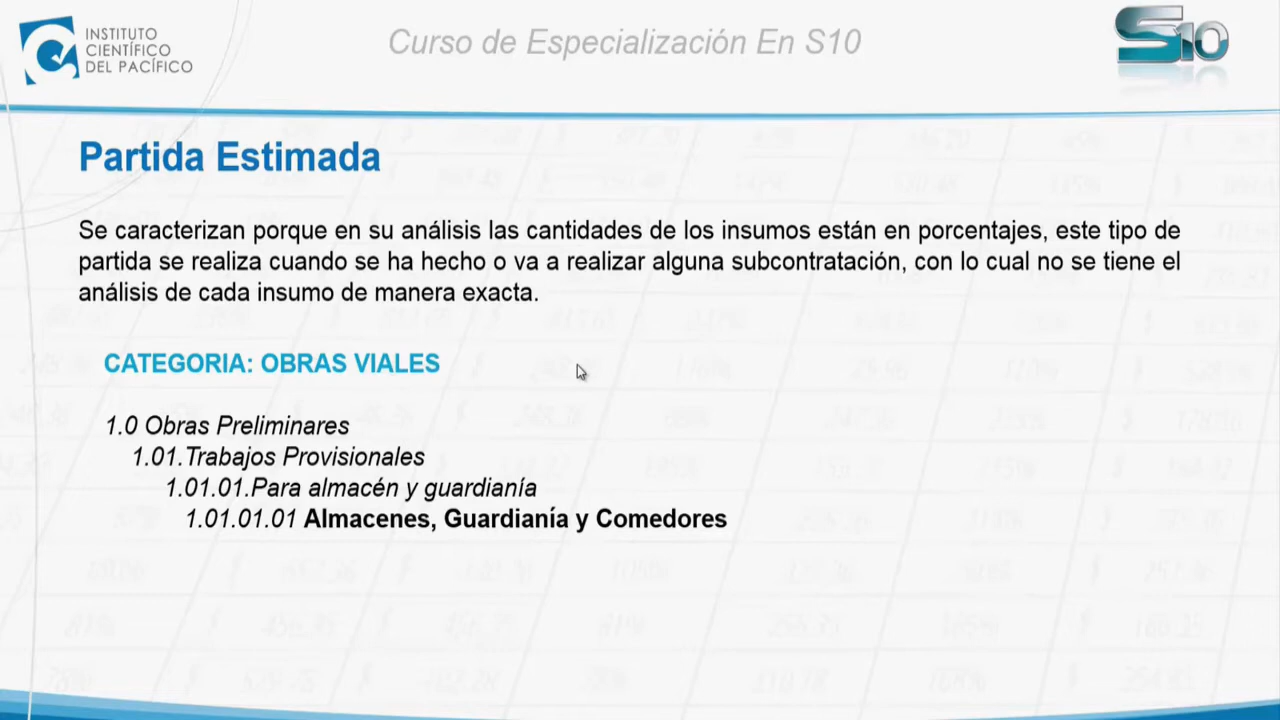 INSTITUTO
CIENTÍFICO
DEL PACÍFICO
Curso de Especialización En S10
S10
Partida Estimada
Se caracterizan porque en su análisis las cantidades de los insumos están en porcentajes, este tipo de
partida se realiza cuando se ha hecho o va a realizar alguna subcontratación, con lo cual no se tiene el
análisis de cada insumo de manera exacta.
CATEGORIA: OBRAS VIALES
1.0 Obras Preliminares
1.01.Trabajos Provisionales
1.01.01.Para almacén y guardianía
1.01.01.01 Almacenes, Guardianía y Comedores